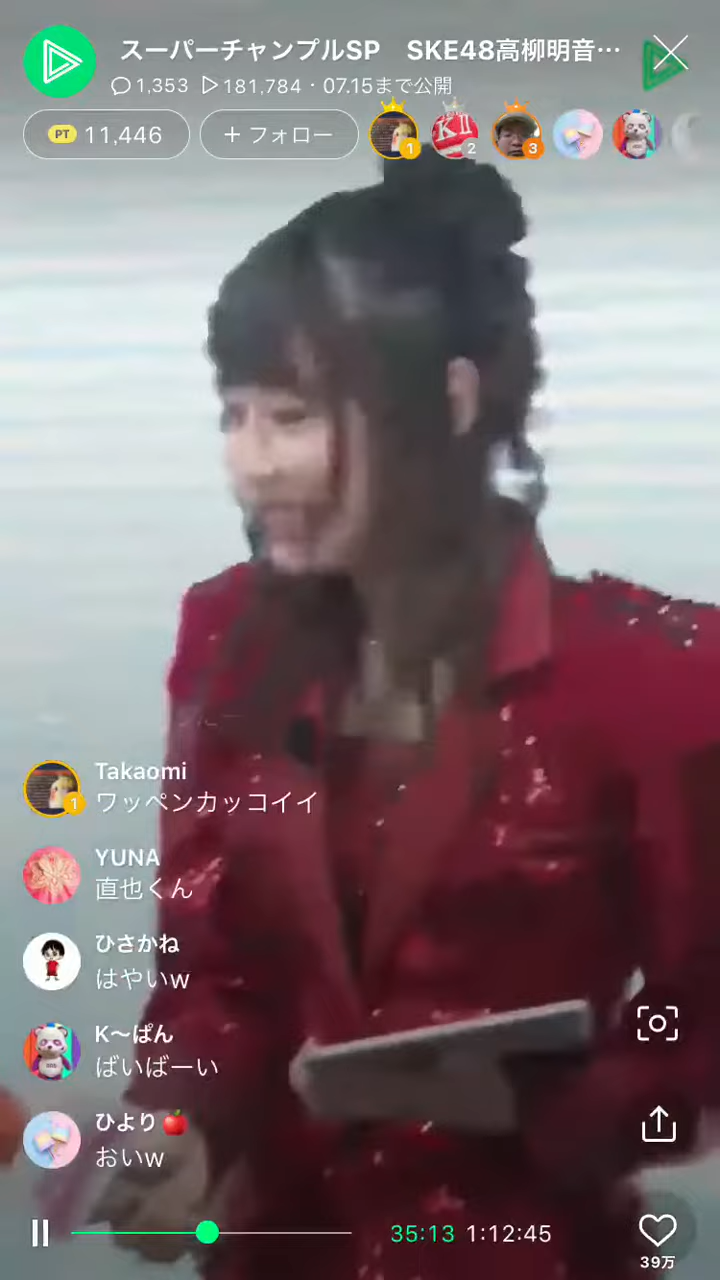 スーパーチャンプルSP　SKE48高柳明音…
1,353 181,784・07.15まで公開
PT 11,446 + フォロー 1 KII 2 3
Takaomi
1 ワッペンカッコイイ
YUNA
直也くん
ひさかね
はやいw
K〜ぱん
ばいばーい
ひより🍎
おいw
35:13 1:12:45
39万